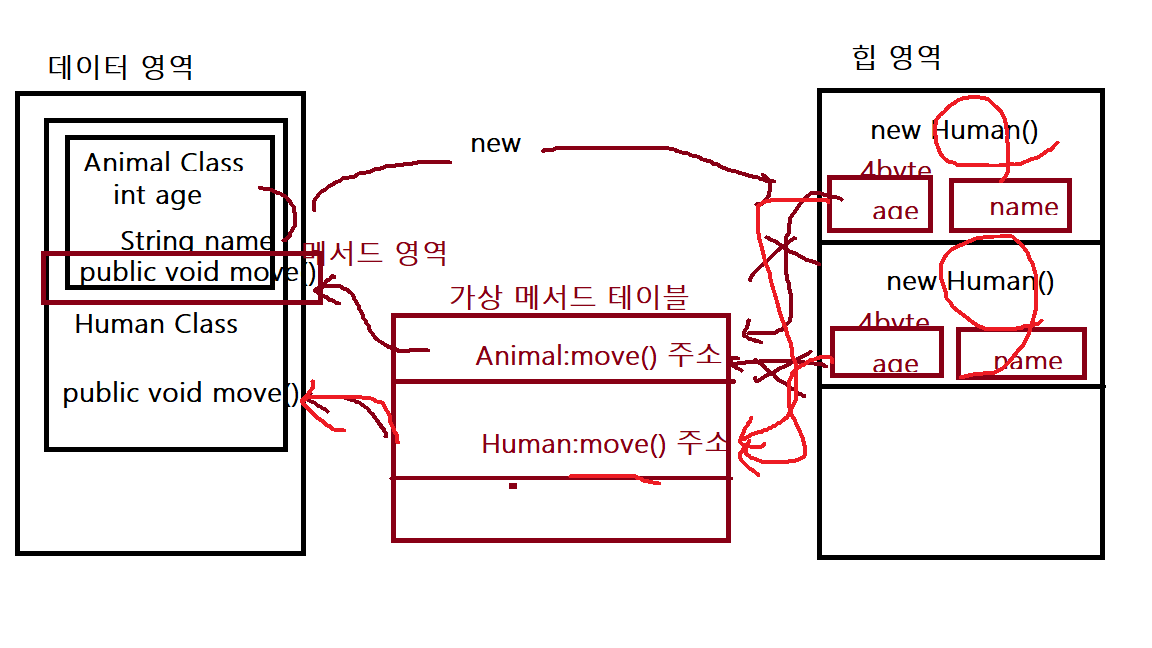 데이터 영역
Animal Class
int age
String name
public void move()
Human Class
public void move()
메서드 영역
new
가상 메서드 테이블
Animal:move() 주소
Human:move() 주소
힙 영역
new Human()
4byte
age
name
new Human()
4byte
age
name